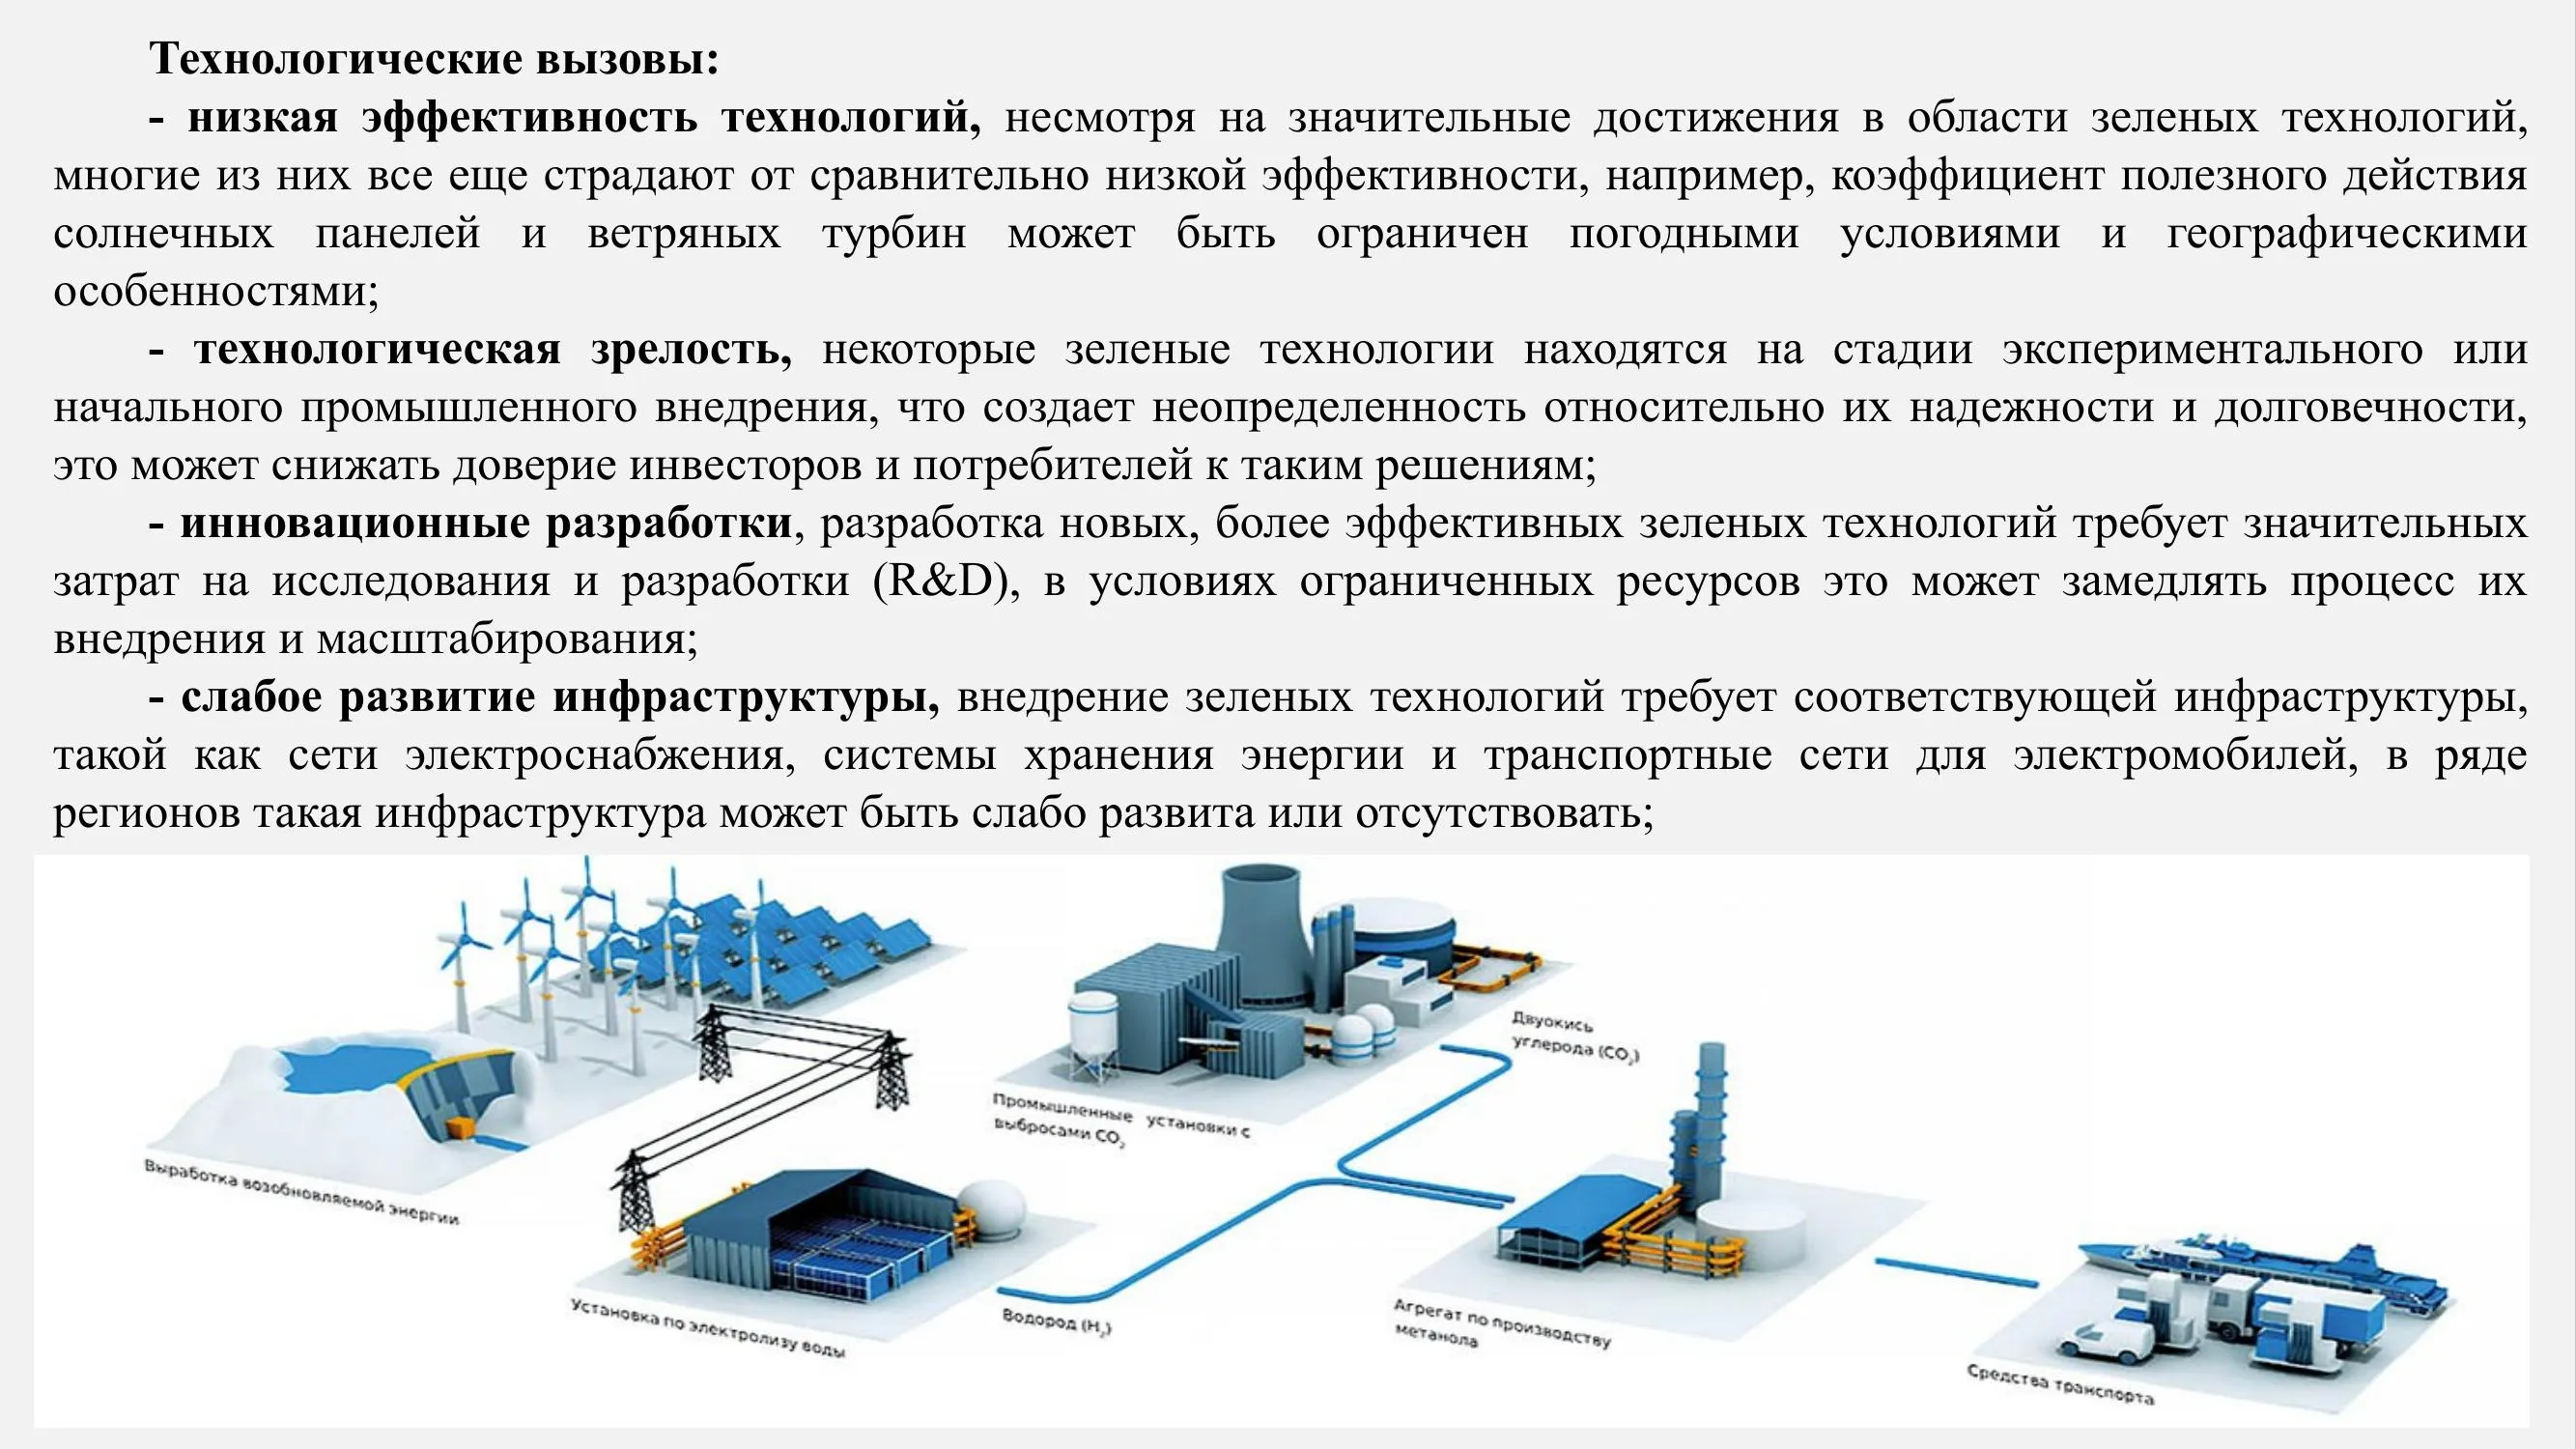 Технологические вызовы:
- низкая эффективность технологий, несмотря на значительные достижения в области зеленых технологий,
многие из них все еще страдают от сравнительно низкой эффективности, например, коэффициент полезного действия
солнечных панелей и ветряных турбин может быть ограничен погодными условиями и географическими
особенностями;
- технологическая зрелость, некоторые зеленые технологии находятся на стадии экспериментального или
начального промышленного внедрения, что создает неопределенность относительно их надежности и долговечности,
это может снижать доверие инвесторов и потребителей к таким решениям;
- инновационные разработки, разработка новых, более эффективных зеленых технологий требует значительных
затрат на исследования и разработки (R&D), в условиях ограниченных ресурсов это может замедлять процесс их
внедрения и масштабирования;
- слабое развитие инфраструктуры, внедрение зеленых технологий требует соответствующей инфраструктуры,
такой как сети электроснабжения, системы хранения энергии и транспортные сети для электромобилей, в ряде
регионов такая инфраструктура может быть слабо развита или отсутствовать;
Двуокись
углерода (CO₂)
Промышленные установки с
выбросами CO₂
Выработка возобновляемой энергии
Установка по электролизу воды
Водород (H₂)
Агрегат по производству
метанола
Средства транспорта